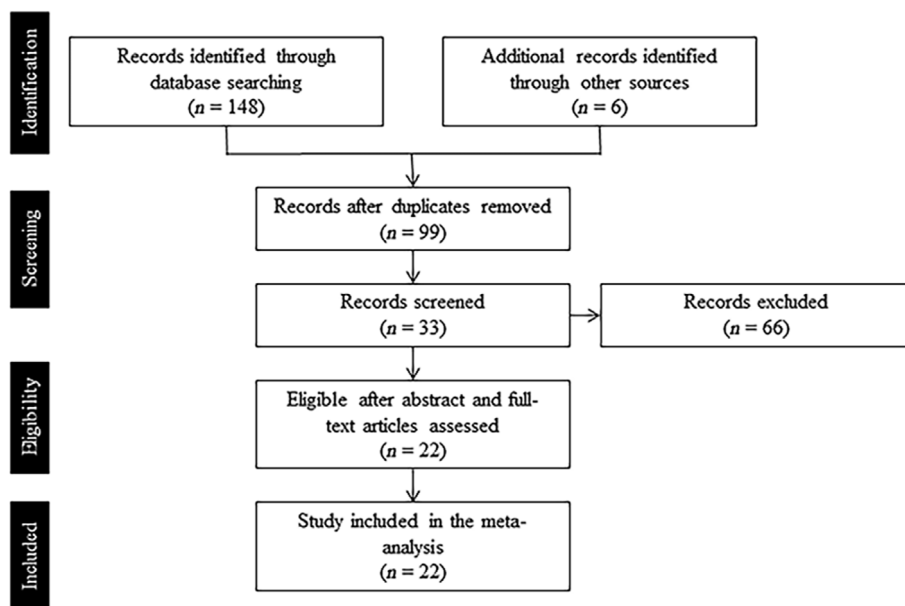 Identification
Records identified through
database searching
(n = 148)
Additional records identified
through other sources
(n = 6)
Screening
Records after duplicates removed
(n = 99)
Records screened
(n = 33)
Records excluded
(n = 66)
Eligibility
Eligible after abstract and full-
text articles assessed
(n = 22)
Included
Study included in the meta-
analysis
(n = 22)